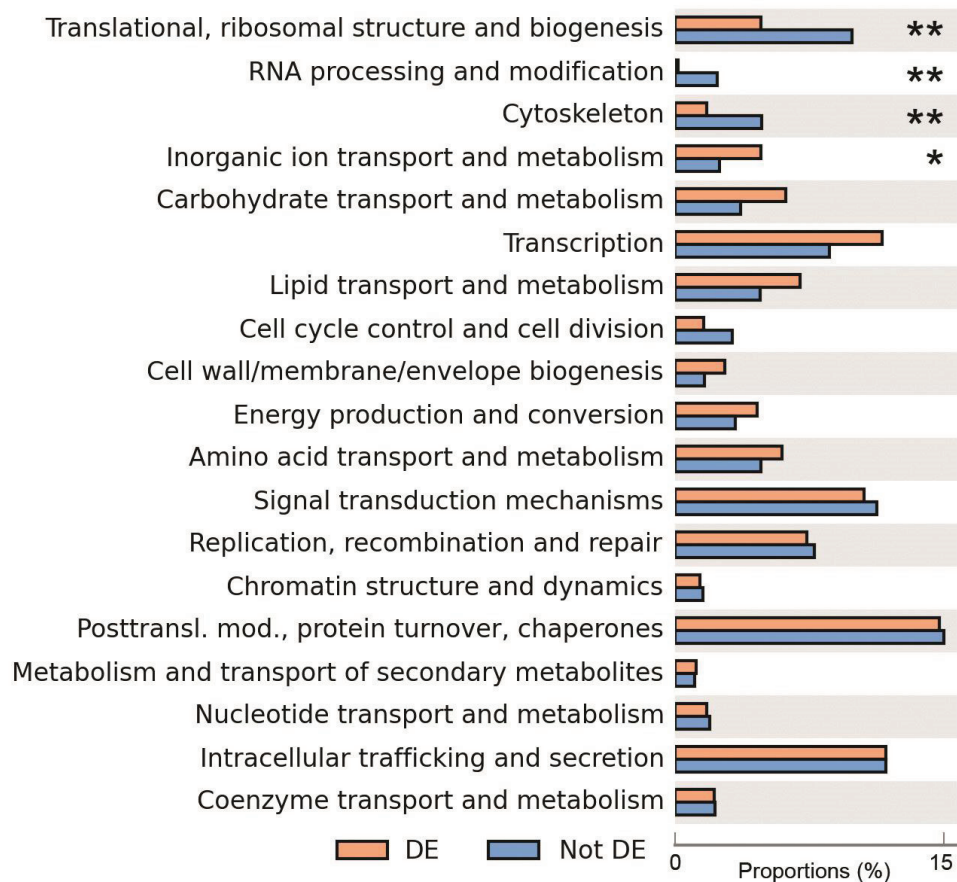 Translational, ribosomal structure and biogenesis **
RNA processing and modification **
Cytoskeleton **
Inorganic ion transport and metabolism *
Carbohydrate transport and metabolism
Transcription
Lipid transport and metabolism
Cell cycle control and cell division
Cell wall/membrane/envelope biogenesis
Energy production and conversion
Amino acid transport and metabolism
Signal transduction mechanisms
Replication, recombination and repair
Chromatin structure and dynamics
Posttransl. mod., protein turnover, chaperones
Metabolism and transport of secondary metabolites
Nucleotide transport and metabolism
Intracellular trafficking and secretion
Coenzyme transport and metabolism
DE Not DE
0 15
Proportions (%)